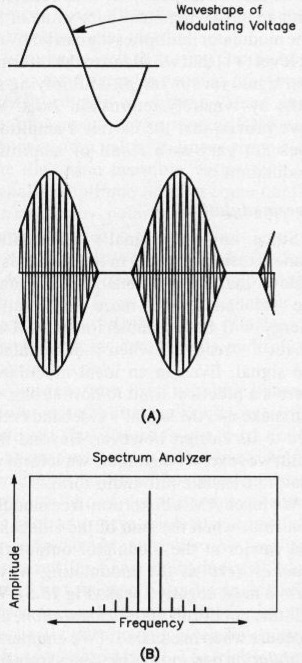 Waveshape of
Modulating Voltage
(A)
Spectrum Analyzer
Amplitude
Frequency
(B)